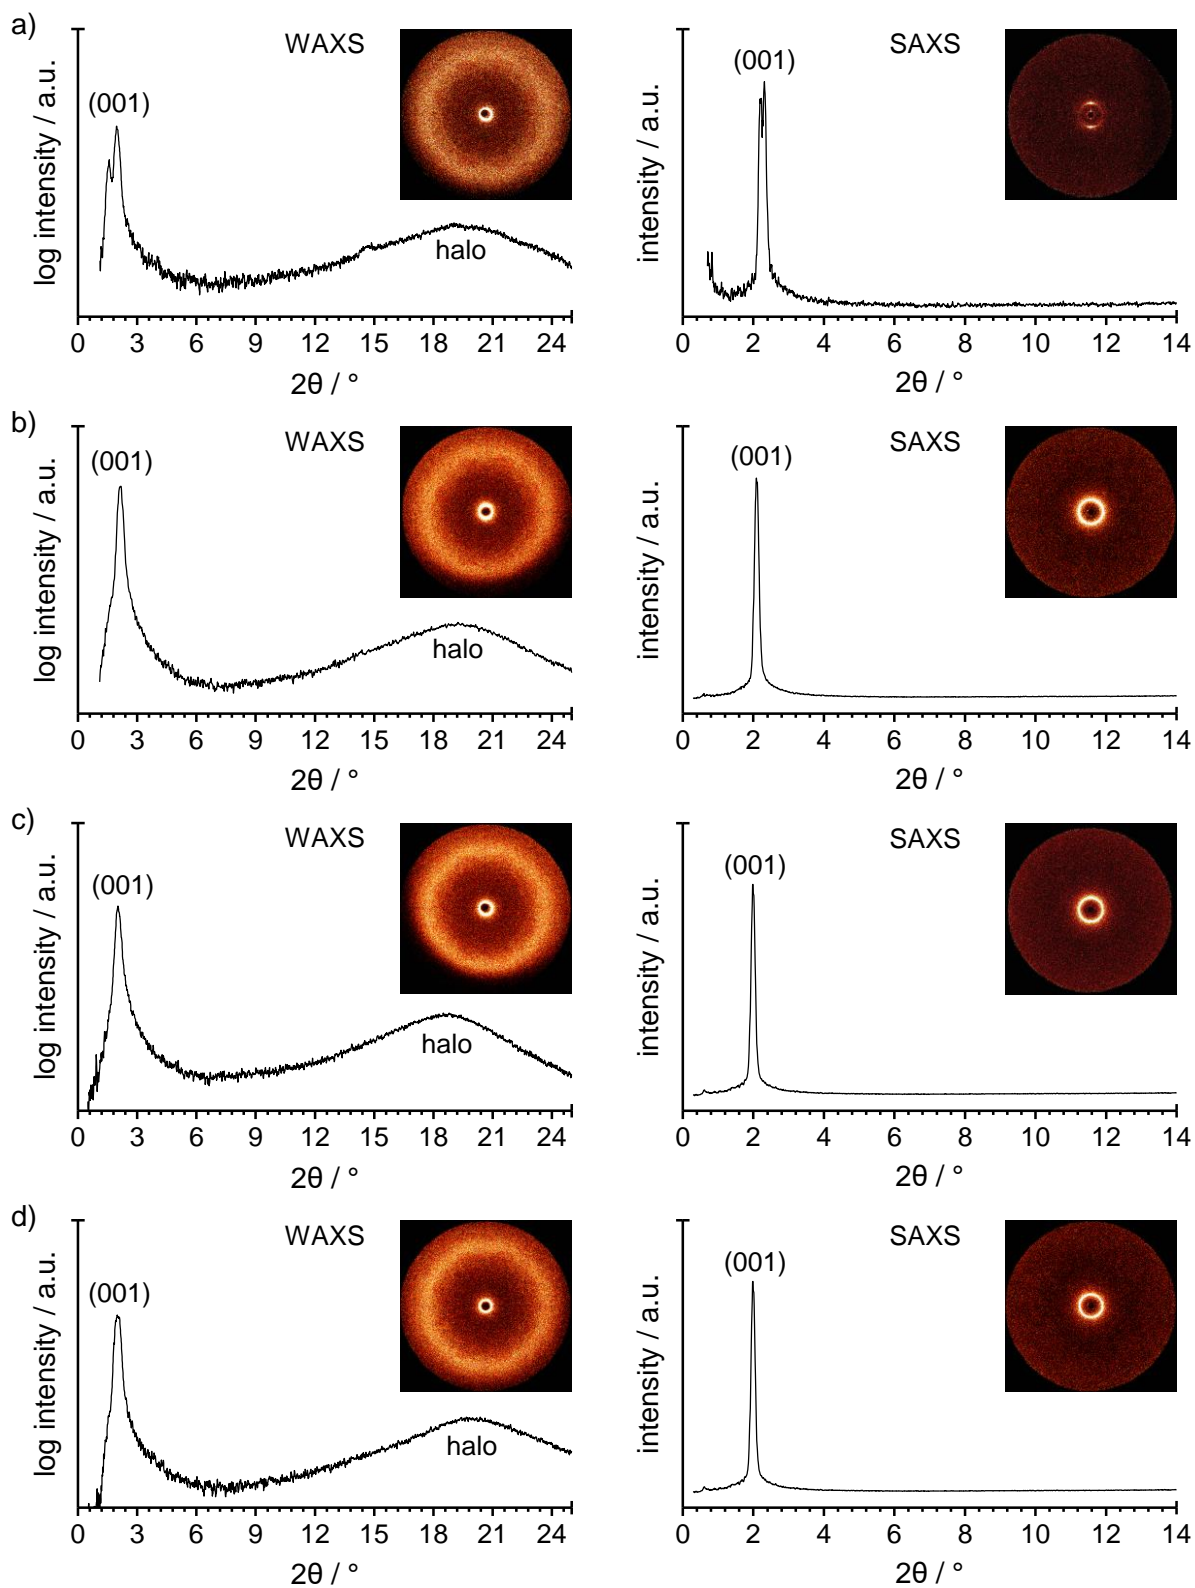 a)
WAXS
(001)
halo
log intensity / a.u.
0 3 6 9 12 15 18 21 24
2θ / °
SAXS
(001)
intensity / a.u.
0 2 4 6 8 10 12 14
2θ / °
b)
WAXS
(001)
halo
log intensity / a.u.
0 3 6 9 12 15 18 21 24
2θ / °
SAXS
(001)
intensity / a.u.
0 2 4 6 8 10 12 14
2θ / °
c)
WAXS
(001)
halo
log intensity / a.u.
0 3 6 9 12 15 18 21 24
2θ / °
SAXS
(001)
intensity / a.u.
0 2 4 6 8 10 12 14
2θ / °
d)
WAXS
(001)
halo
log intensity / a.u.
0 3 6 9 12 15 18 21 24
2θ / °
SAXS
(001)
intensity / a.u.
0 2 4 6 8 10 12 14
2θ / °